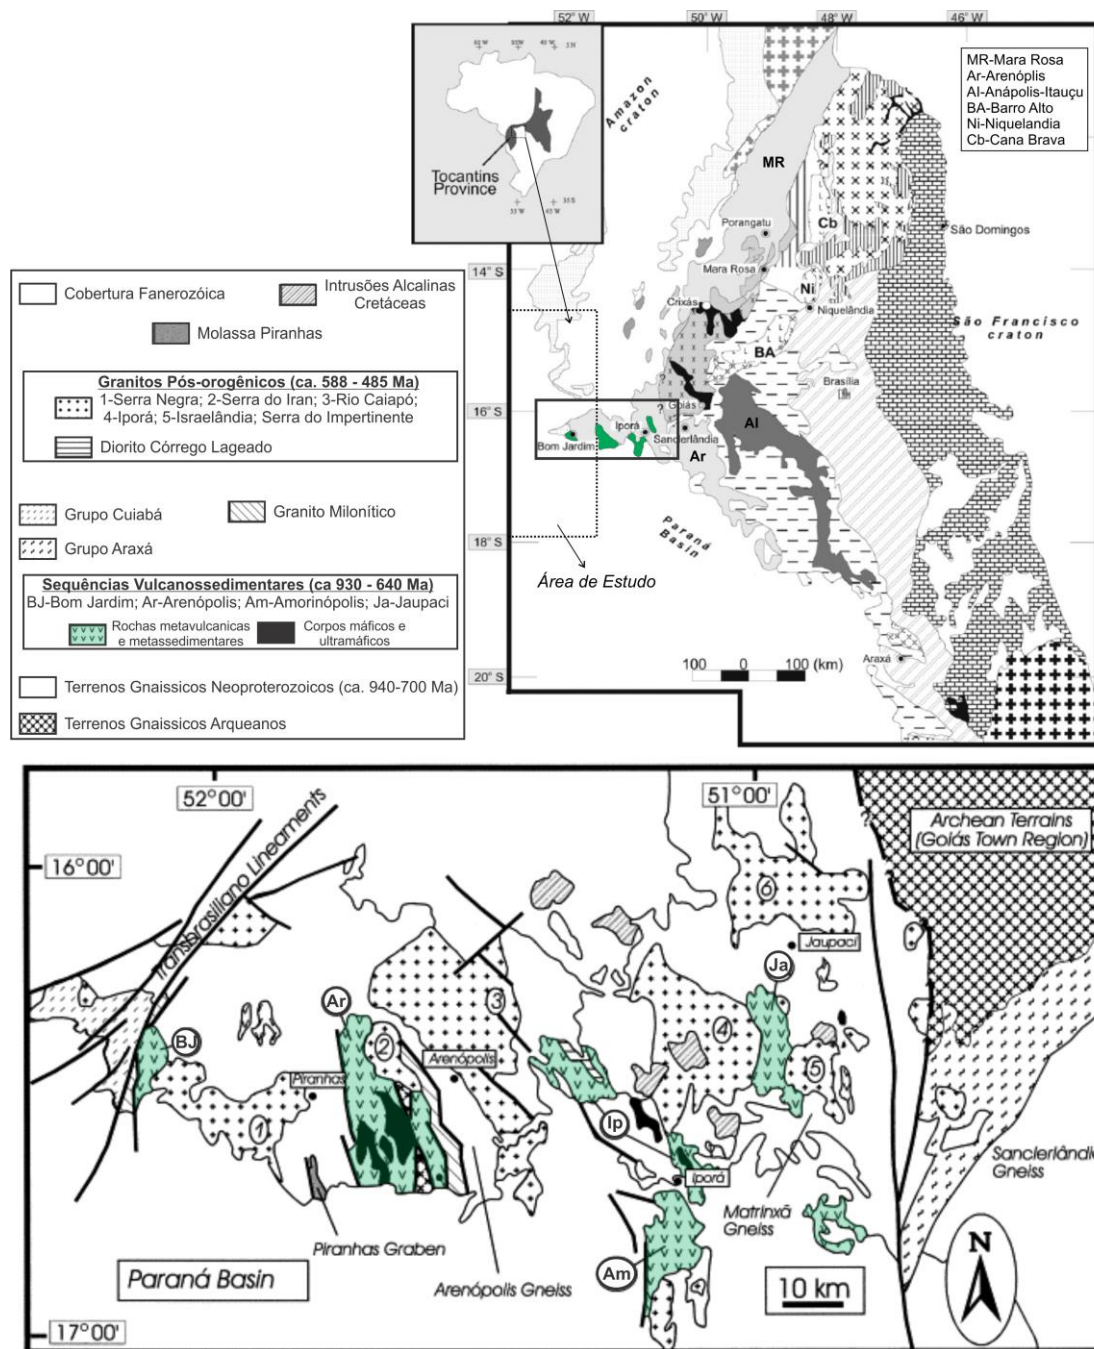 52°W
50°W
48°W
46°W
60 W
50 W
40 W
5 N
Tocantins
Province
55 W
45 W
35 S
Amazon
craton
MR-Mara Rosa
Ar-Arenóplis
AI-Anápolis-Itauçu
BA-Barro Alto
Ni-Niquelandia
Cb-Cana Brava
MR
Porangatu
Cb
São Domingos
14° S
Mara Rosa
Ni
Crixás
Niquelândia
São Francisco
craton
BA
?
Brasília
16° S
?
Goiás
AI
Iporá
Bom Jardim
Sanclerlândia
Ar
Paraná
Basin
18° S
Área de Estudo
Araxá
100 0 100 (km)
20° S
Cobertura Fanerozóica
Intrusões Alcalinas
Cretáceas
Molassa Piranhas
Granitos Pós-orogênicos (ca. 588 - 485 Ma)
1-Serra Negra; 2-Serra do Iran; 3-Rio Caiapó;
4-Iporá; 5-Israelândia; Serra do Impertinente
Diorito Córrego Lageado
Grupo Cuiabá
Granito Milonítico
Grupo Araxá
Sequências Vulcanossedimentares (ca 930 - 640 Ma)
BJ-Bom Jardim; Ar-Arenópolis; Am-Amorinópolis; Ja-Jaupaci
Rochas metavulcanicas
e metassedimentares
Corpos máficos e
ultramáficos
Terrenos Gnaissicos Neoproterozoicos (ca. 940-700 Ma)
Terrenos Gnaissicos Arqueanos
52°00'
51°00'
16°00'
Transbrasiliano Lineaments
?
Archean Terrains
(Goiás Town Region)
6
Jaupaci
Ja
Ar
3
4
BJ
2
Arenópolis
5
Piranhas
1
Ip
Iporá
Sanclerlândia
Gneiss
Matrinxã
Gneiss
Piranhas Graben
Am
Arenópolis Gneiss
Paraná Basin
10 km
N
17°00'